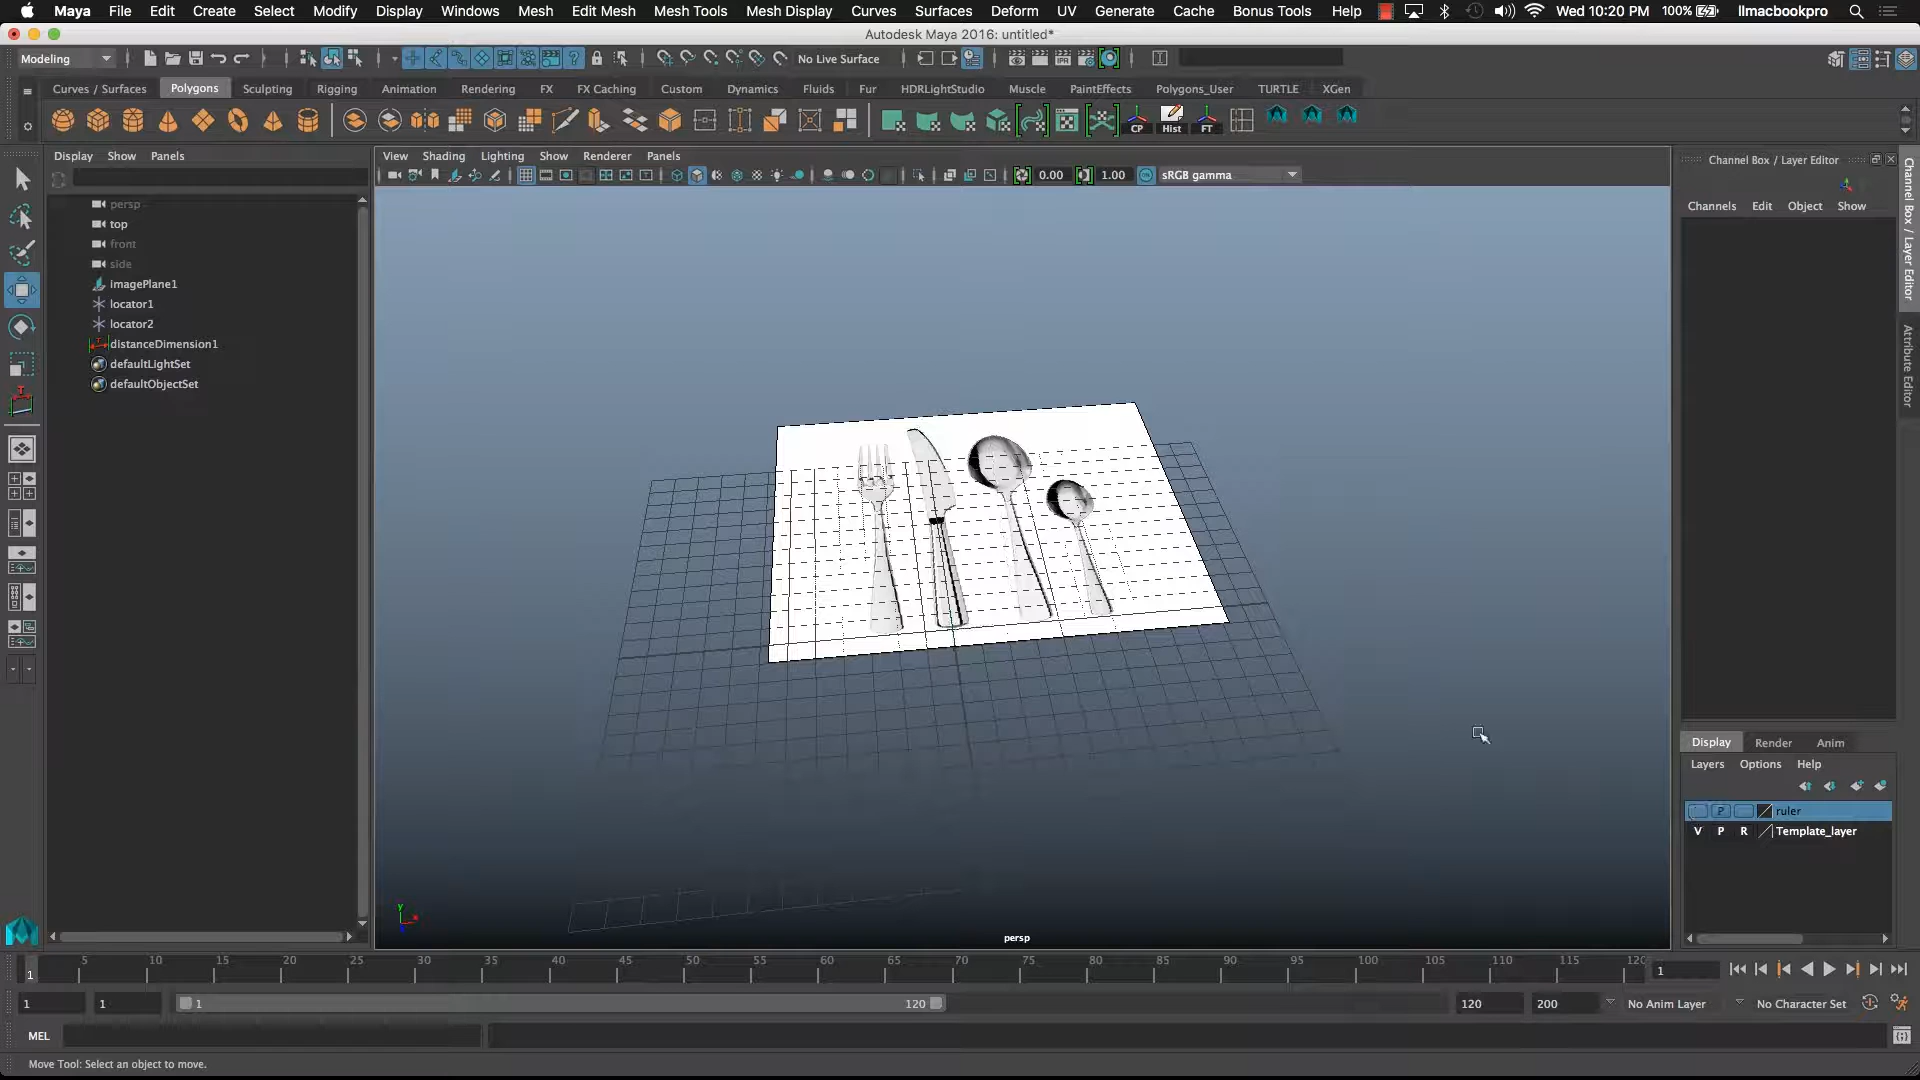 Maya File Edit Create Select Modify Display Windows Mesh Edit Mesh Mesh Tools Mesh Display Curves Surfaces Deform UV Generate Cache Bonus Tools Help Wed 10:20 PM 100% llmacbookpro
Autodesk Maya 2016: untitled*
Modeling No Live Surface
Curves / Surfaces Polygons Sculpting Rigging Animation Rendering FX FX Caching Custom Dynamics Fluids Fur HDRLightStudio Muscle PaintEffects Polygons_User TURTLE XGen
CP Hist FT
Display Show Panels
View Shading Lighting Show Renderer Panels
0.00 1.00 sRGB gamma
Channel Box / Layer Editor
Channels Edit Object Show
Channel Box / Layer Editor
Attribute Editor
persp
top
front
side
imagePlane1
locator1
locator2
distanceDimension1
defaultLightSet
defaultObjectSet
persp
Display Render Anim
Layers Options Help
P ruler
V P R Template_layer
1 5 10 15 20 25 30 35 40 45 50 55 60 65 70 75 80 85 90 95 100 105 110 115 120 1
1 1 1 120 120 200 No Anim Layer No Character Set
MEL
Move Tool: Select an object to move.